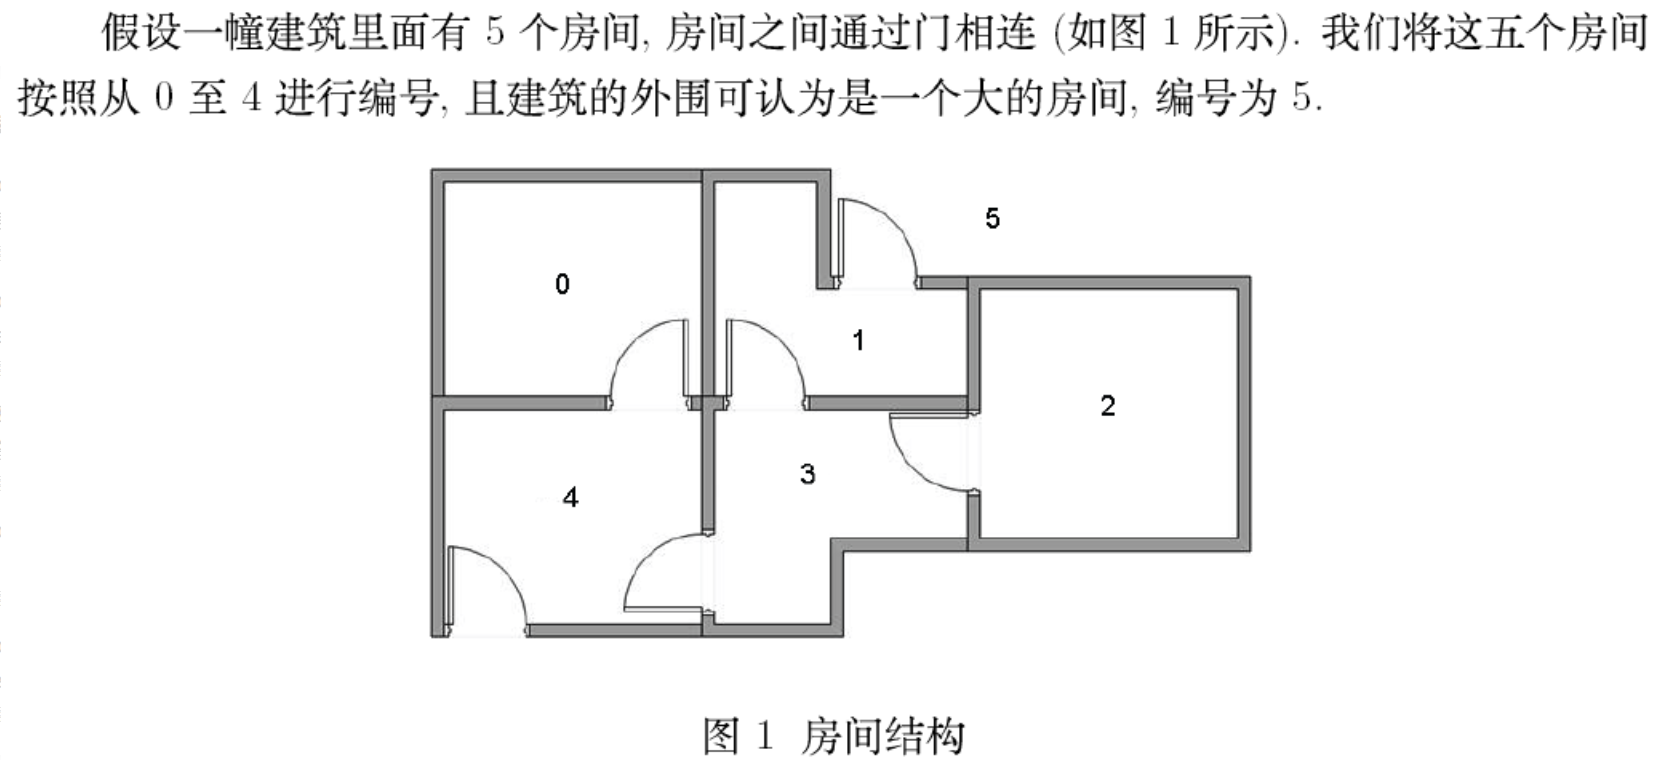 假设一幢建筑里面有 5 个房间, 房间之间通过门相连 (如图 1 所示). 我们将这五个房间
按照从 0 至 4 进行编号, 且建筑的外围可认为是一个大的房间, 编号为 5.
5
0
1
2
3
4
图 1 房间结构